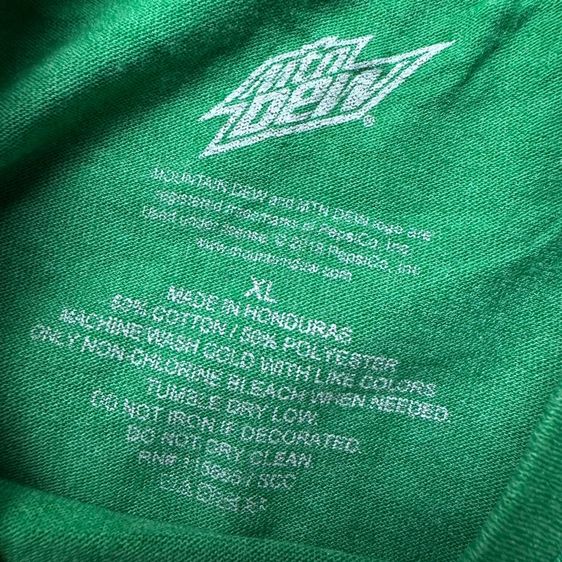 mtn
DEW®
MOUNTAIN DEW and MTN DEW logo are
registered trademarks of PepsiCo, Inc.
Used under license. © PepsiCo, Inc
www.mountaindew.com
XL
MADE IN HONDURAS
50% COTTON / 50% POLYESTER
MACHINE WASH COLD WITH LIKE COLORS
ONLY NON-CHLORINE BLEACH WHEN NEEDED.
TUMBLE DRY LOW.
DO NOT IRON IF DECORATED.
DO NOT DRY CLEAN.
RN# / SCC